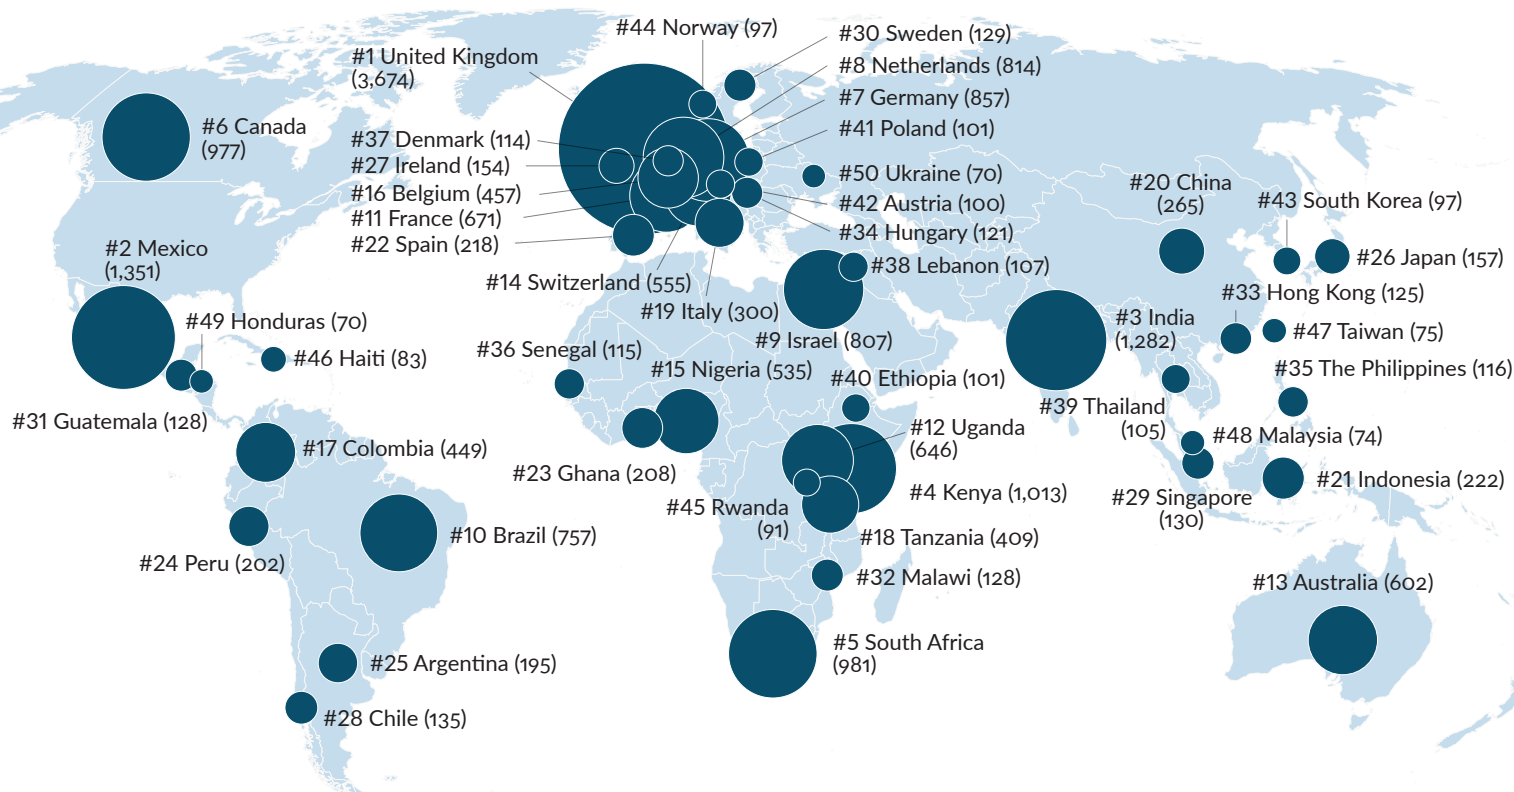 #44 Norway (97)
#30 Sweden (129)
#1 United Kingdom
(3,674)
#8 Netherlands (814)
#7 Germany (857)
#6 Canada
(977)
#37 Denmark (114)
#41 Poland (101)
#27 Ireland (154)
#50 Ukraine (70)
#16 Belgium (457)
#42 Austria (100)
#11 France (671)
#34 Hungary (121)
#22 Spain (218)
#20 China
(265)
#43 South Korea (97)
#2 Mexico
(1,351)
#14 Switzerland (555)
#38 Lebanon (107)
#26 Japan (157)
#19 Italy (300)
#33 Hong Kong (125)
#49 Honduras (70)
#9 Israel (807)
#3 India
(1,282)
#47 Taiwan (75)
#46 Haiti (83)
#36 Senegal (115)
#15 Nigeria (535)
#40 Ethiopia (101)
#35 The Philippines (116)
#31 Guatemala (128)
#39 Thailand
(105)
#17 Colombia (449)
#12 Uganda
(646)
#48 Malaysia (74)
#23 Ghana (208)
#4 Kenya (1,013)
#21 Indonesia (222)
#29 Singapore
(130)
#45 Rwanda
(91)
#10 Brazil (757)
#18 Tanzania (409)
#24 Peru (202)
#32 Malawi (128)
#13 Australia (602)
#5 South Africa
(981)
#25 Argentina (195)
#28 Chile (135)